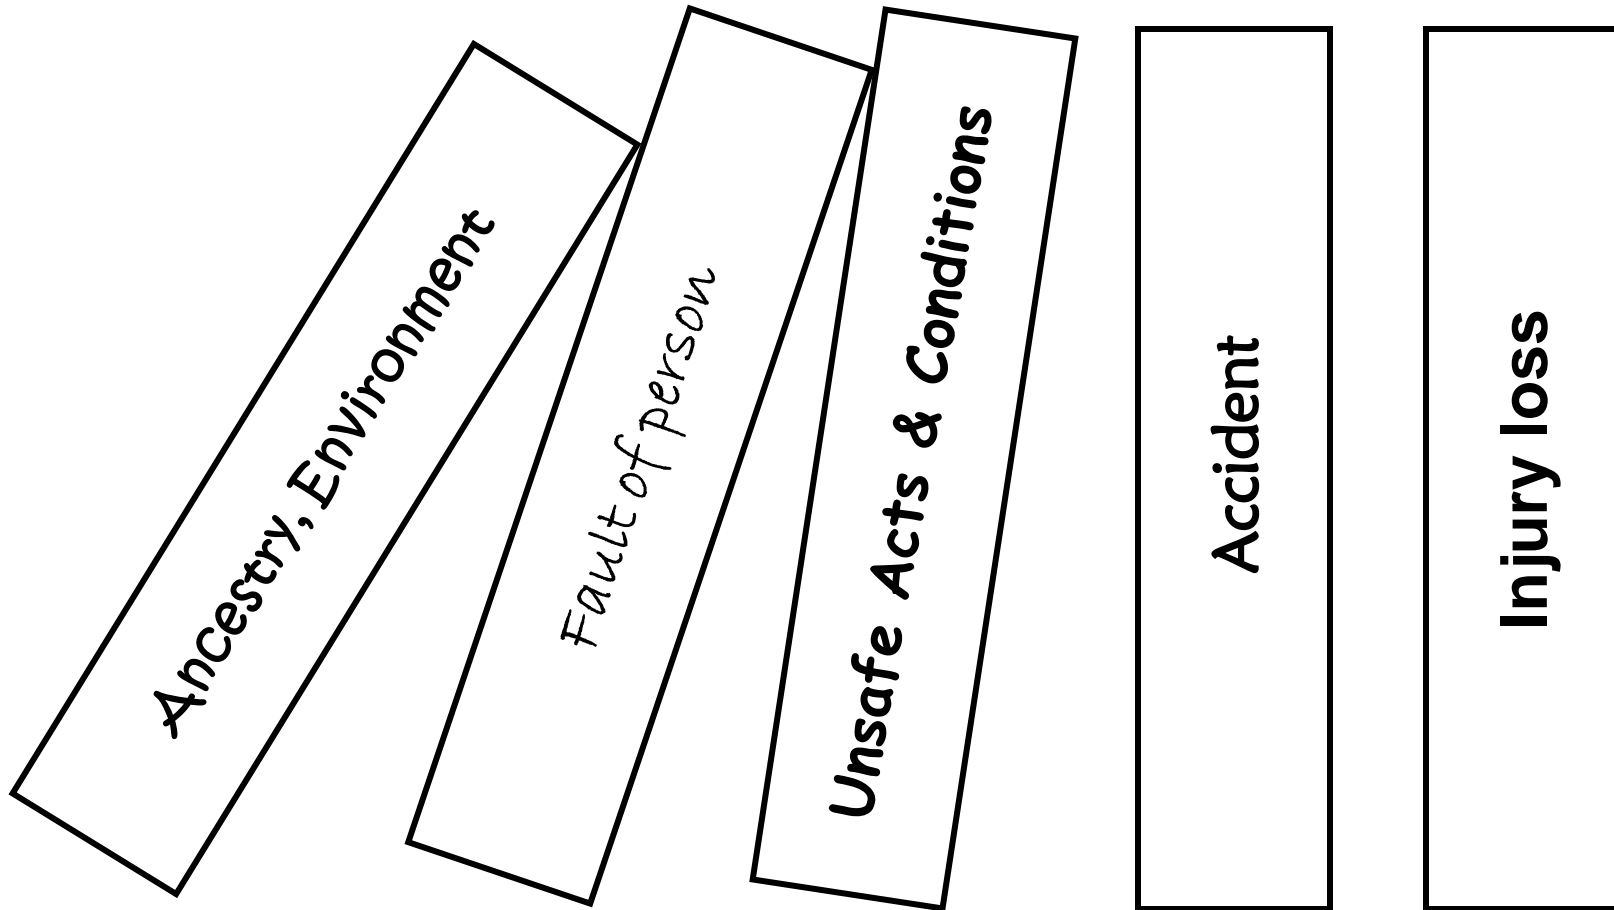 Ancestry, Environment
Fault of person
Unsafe Acts & Conditions
Accident
Injury loss